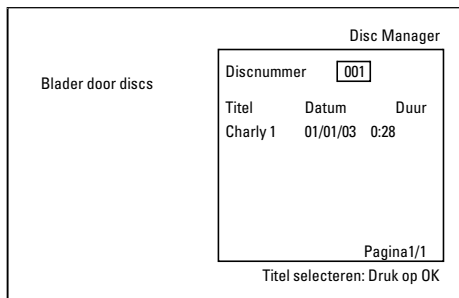 Disc Manager
Blader door discs
Discnummer 001
Titel Datum Duur
Charly 1 01/01/03 0:28
Pagina1/1
Titel selecteren: Druk op OK